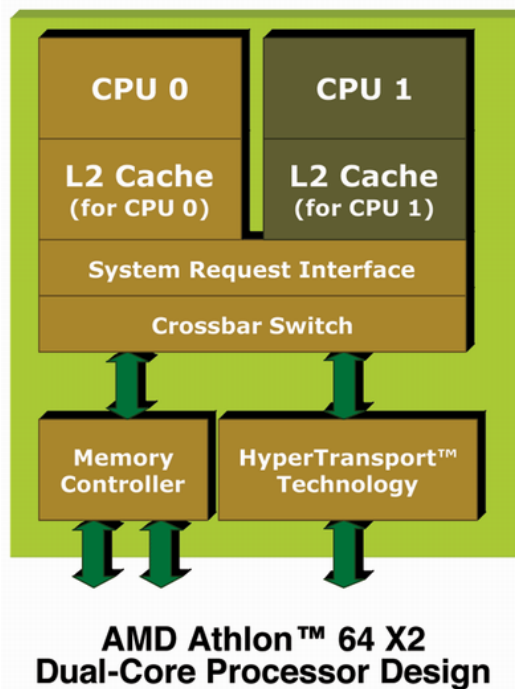 CPU 0
CPU 1
L2 Cache
(for CPU 0)
L2 Cache
(for CPU 1)
System Request Interface
Crossbar Switch
Memory
Controller
HyperTransport™
Technology
AMD Athlon™ 64 X2
Dual-Core Processor Design